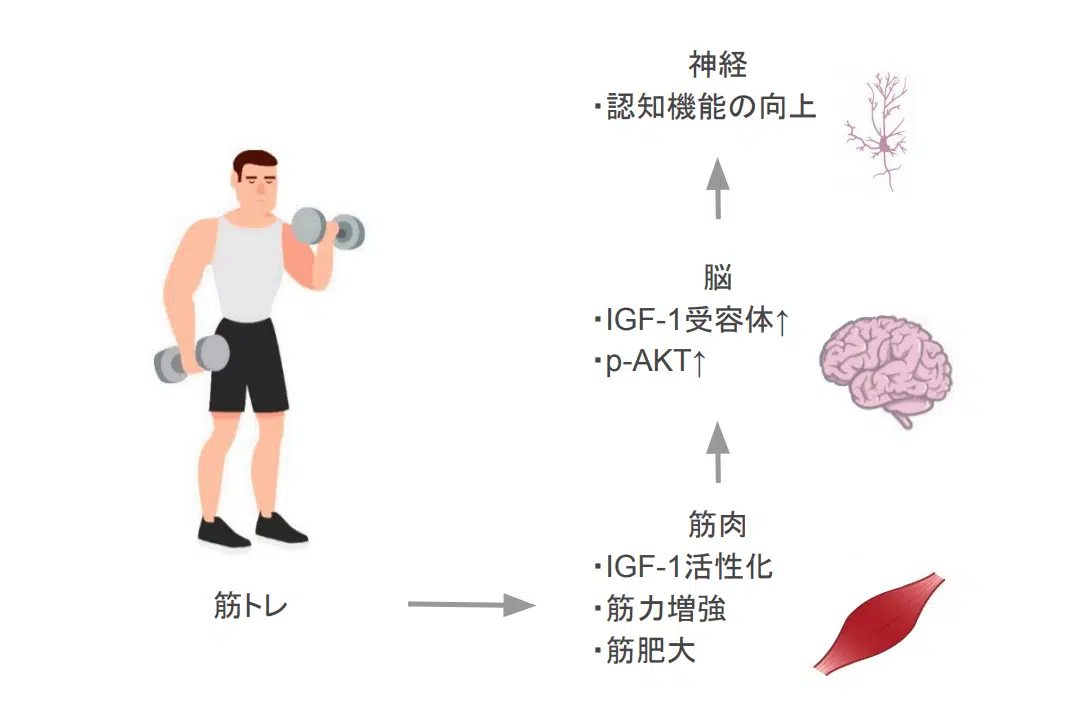 神経
・認知機能の向上
脳
・IGF-1受容体↑
・p-AKT↑
筋肉
・IGF-1活性化
・筋力増強
・筋肥大
筋トレ